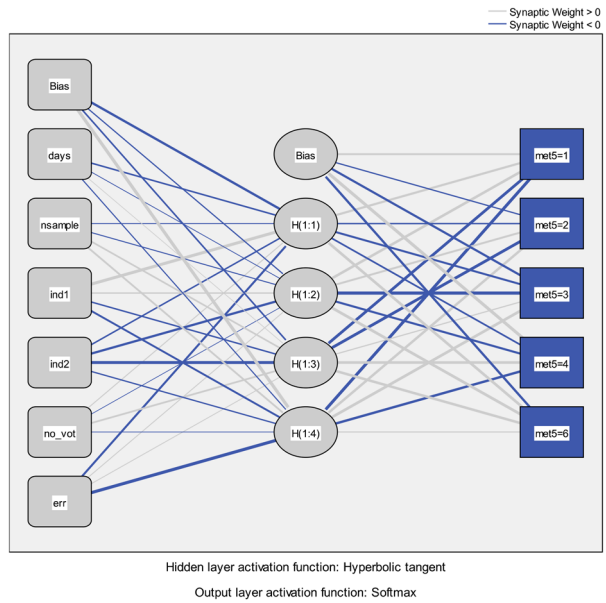 Synaptic Weight > 0
Synaptic Weight < 0
Bias
days
Bias
met5=1
nsample
H(1:1)
met5=2
ind1
H(1:2)
met5=3
ind2
H(1:3)
met5=4
no_vot
H(1:4)
met5=6
err
Hidden layer activation function: Hyperbolic tangent
Output layer activation function: Softmax